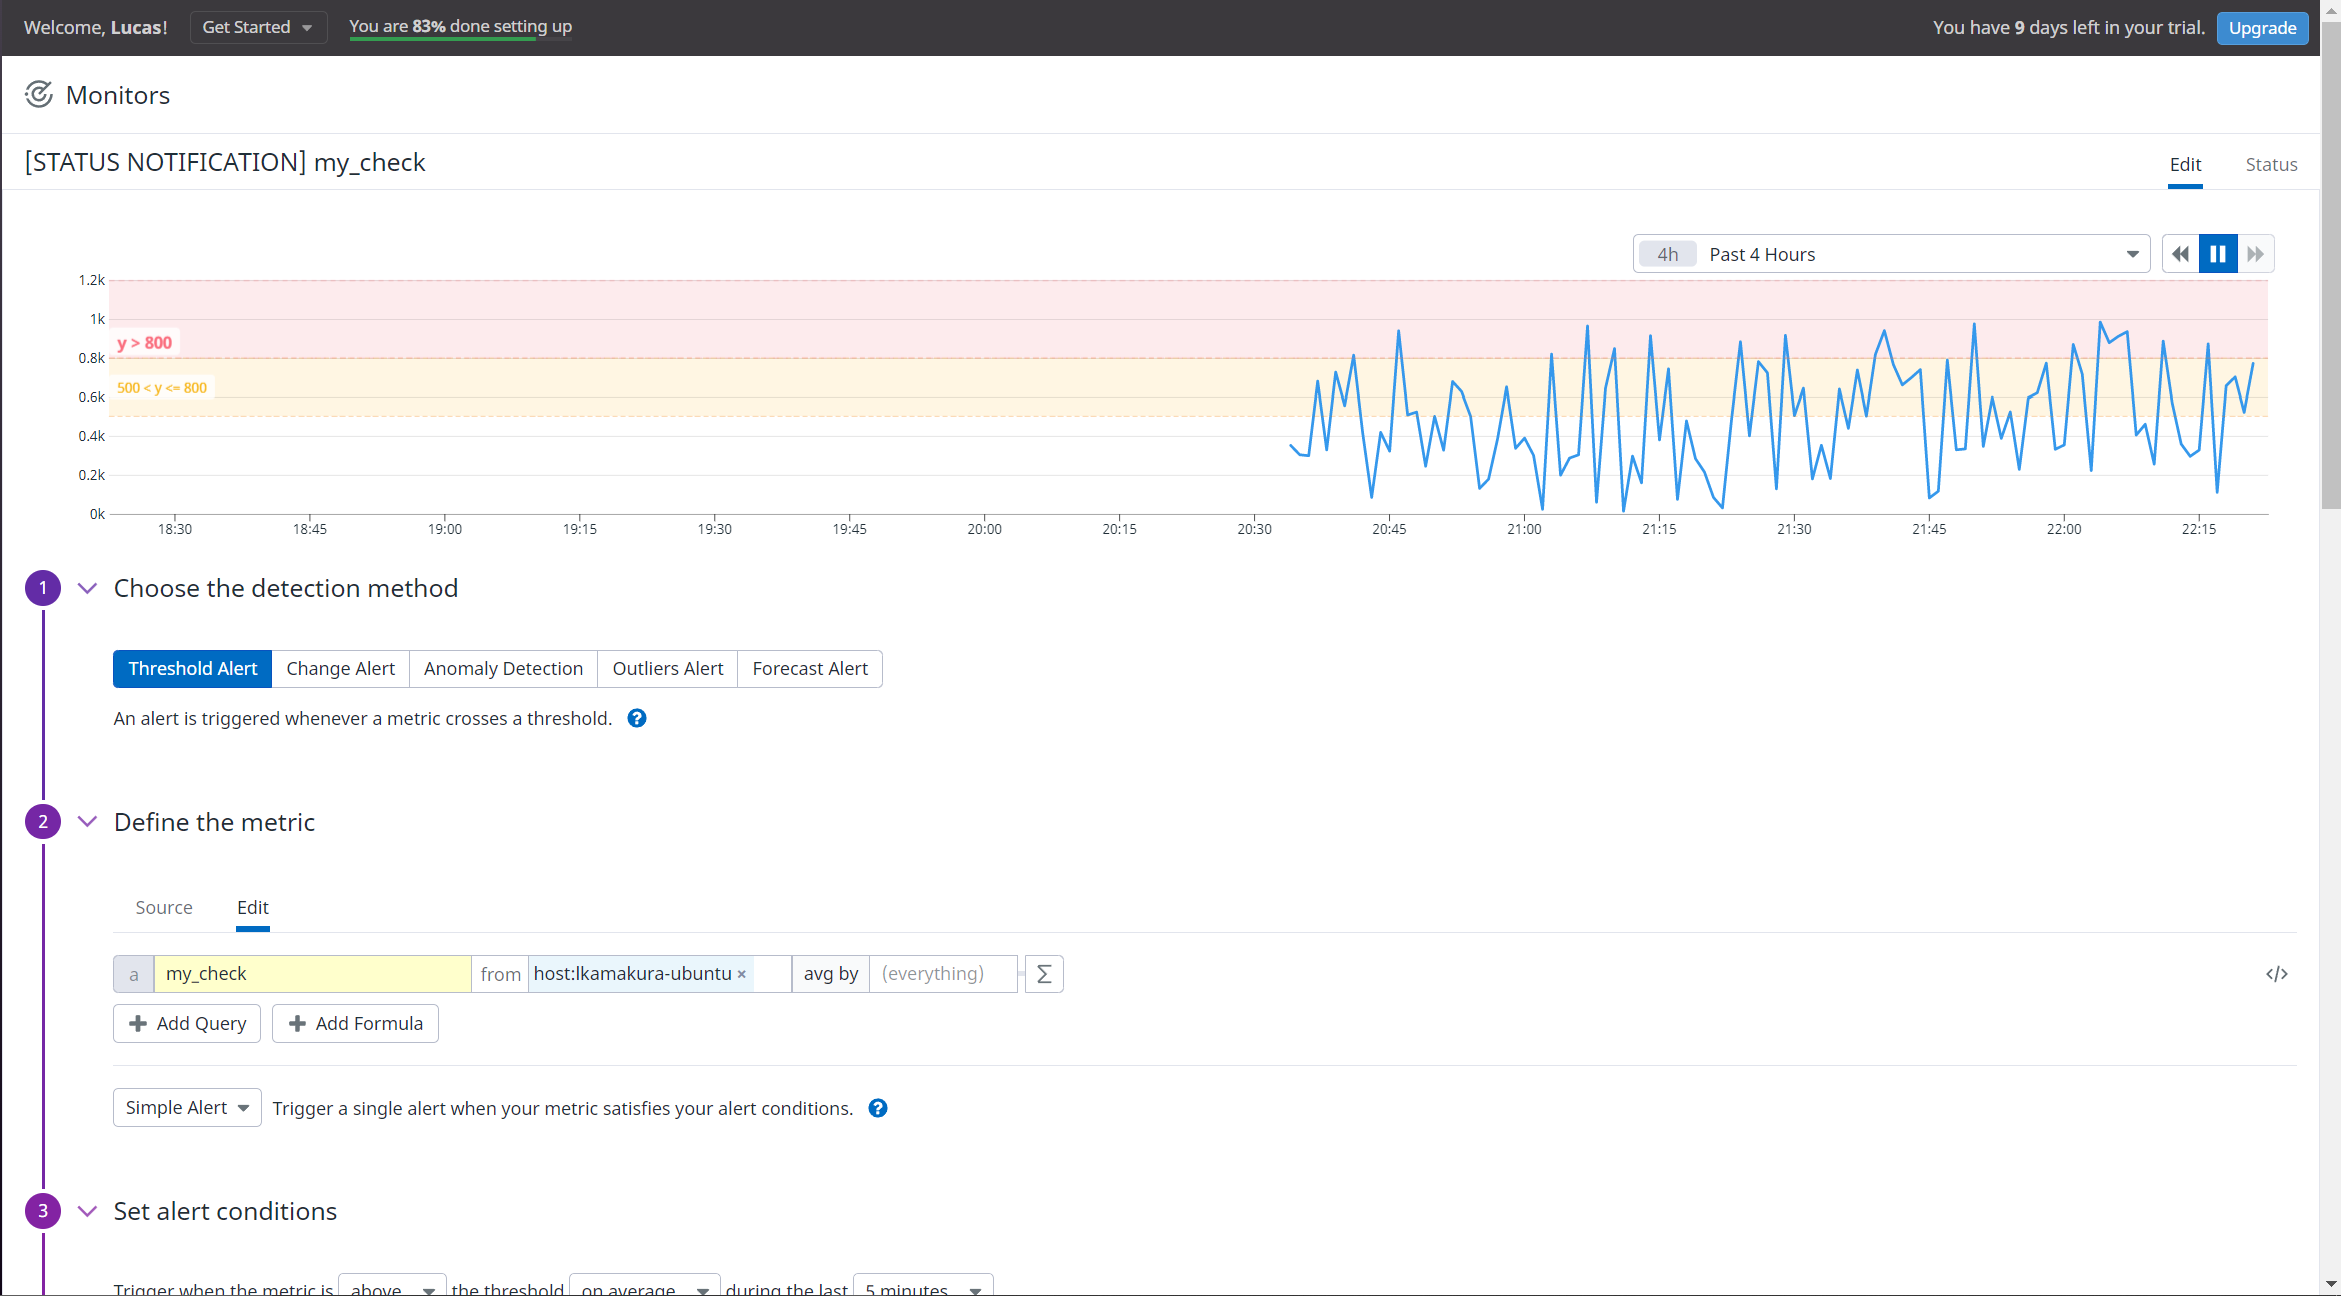 Welcome, Lucas! Get Started You are 83% done setting up You have 9 days left in your trial. Upgrade
Monitors
[STATUS NOTIFICATION] my_check Edit Status
4h Past 4 Hours
1.2k
1k
y > 800
0.8k
500 < y <= 800
0.6k
0.4k
0.2k
0k
18:30 18:45 19:00 19:15 19:30 19:45 20:00 20:15 20:30 20:45 21:00 21:15 21:30 21:45 22:00 22:15
1 Choose the detection method
Threshold Alert Change Alert Anomaly Detection Outliers Alert Forecast Alert
An alert is triggered whenever a metric crosses a threshold. ?
2 Define the metric
Source Edit
a my_check from host:lkamakura-ubuntu × avg by (everything) Σ </>
+ Add Query + Add Formula
Simple Alert Trigger a single alert when your metric satisfies your alert conditions. ?
3 Set alert conditions
Trigger when the metric is above the threshold on average during the last 5 minutes